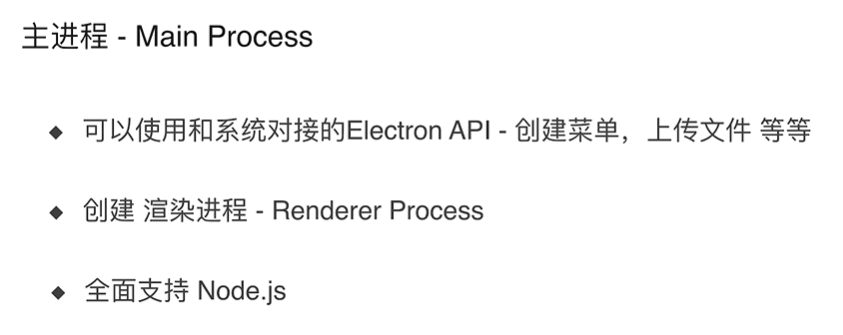 主进程 - Main Process
◆ 可以使用和系统对接的Electron API - 创建菜单，上传文件 等等
◆ 创建 渲染进程 - Renderer Process
◆ 全面支持 Node.js